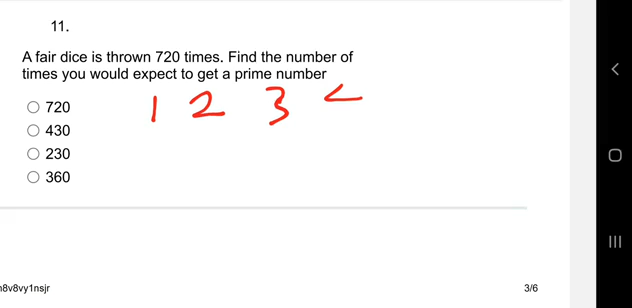 11.
A fair dice is thrown 720 times. Find the number of
times you would expect to get a prime number
1 2 3
720
430
230
360
n8v8vy1nsjr
3/6